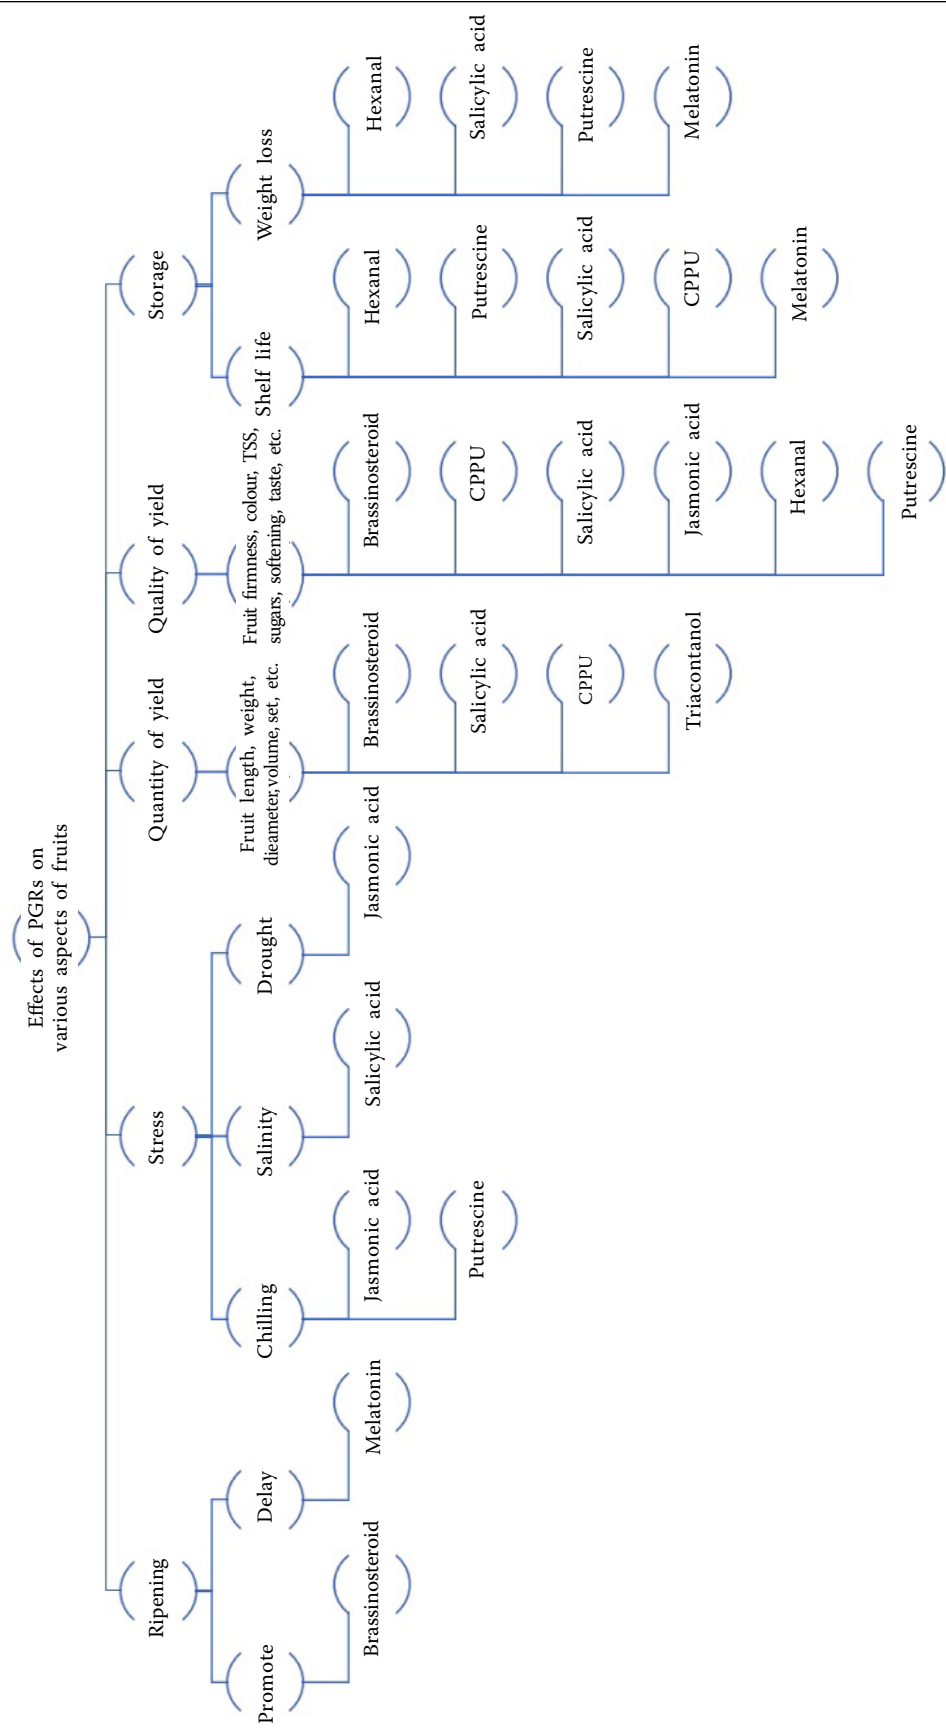 Effects of PGRs on
various aspects of fruits
Ripening
Promote
Brassinosteroid
Delay
Melatonin
Stress
Chilling
Jasmonic acid
Putrescine
Salinity
Salicylic acid
Drought
Jasmonic acid
Quantity of yield
Fruit length, weight,
dieameter,volume, set, etc.
Brassinosteroid
Salicylic acid
CPPU
Triacontanol
Quality of yield
Fruit firmness, colour, TSS,
sugars, softening, taste, etc.
Brassinosteroid
CPPU
Salicylic acid
Jasmonic acid
Hexanal
Putrescine
Storage
Shelf life
Hexanal
Putrescine
Salicylic acid
CPPU
Melatonin
Weight loss
Hexanal
Salicylic acid
Putrescine
Melatonin